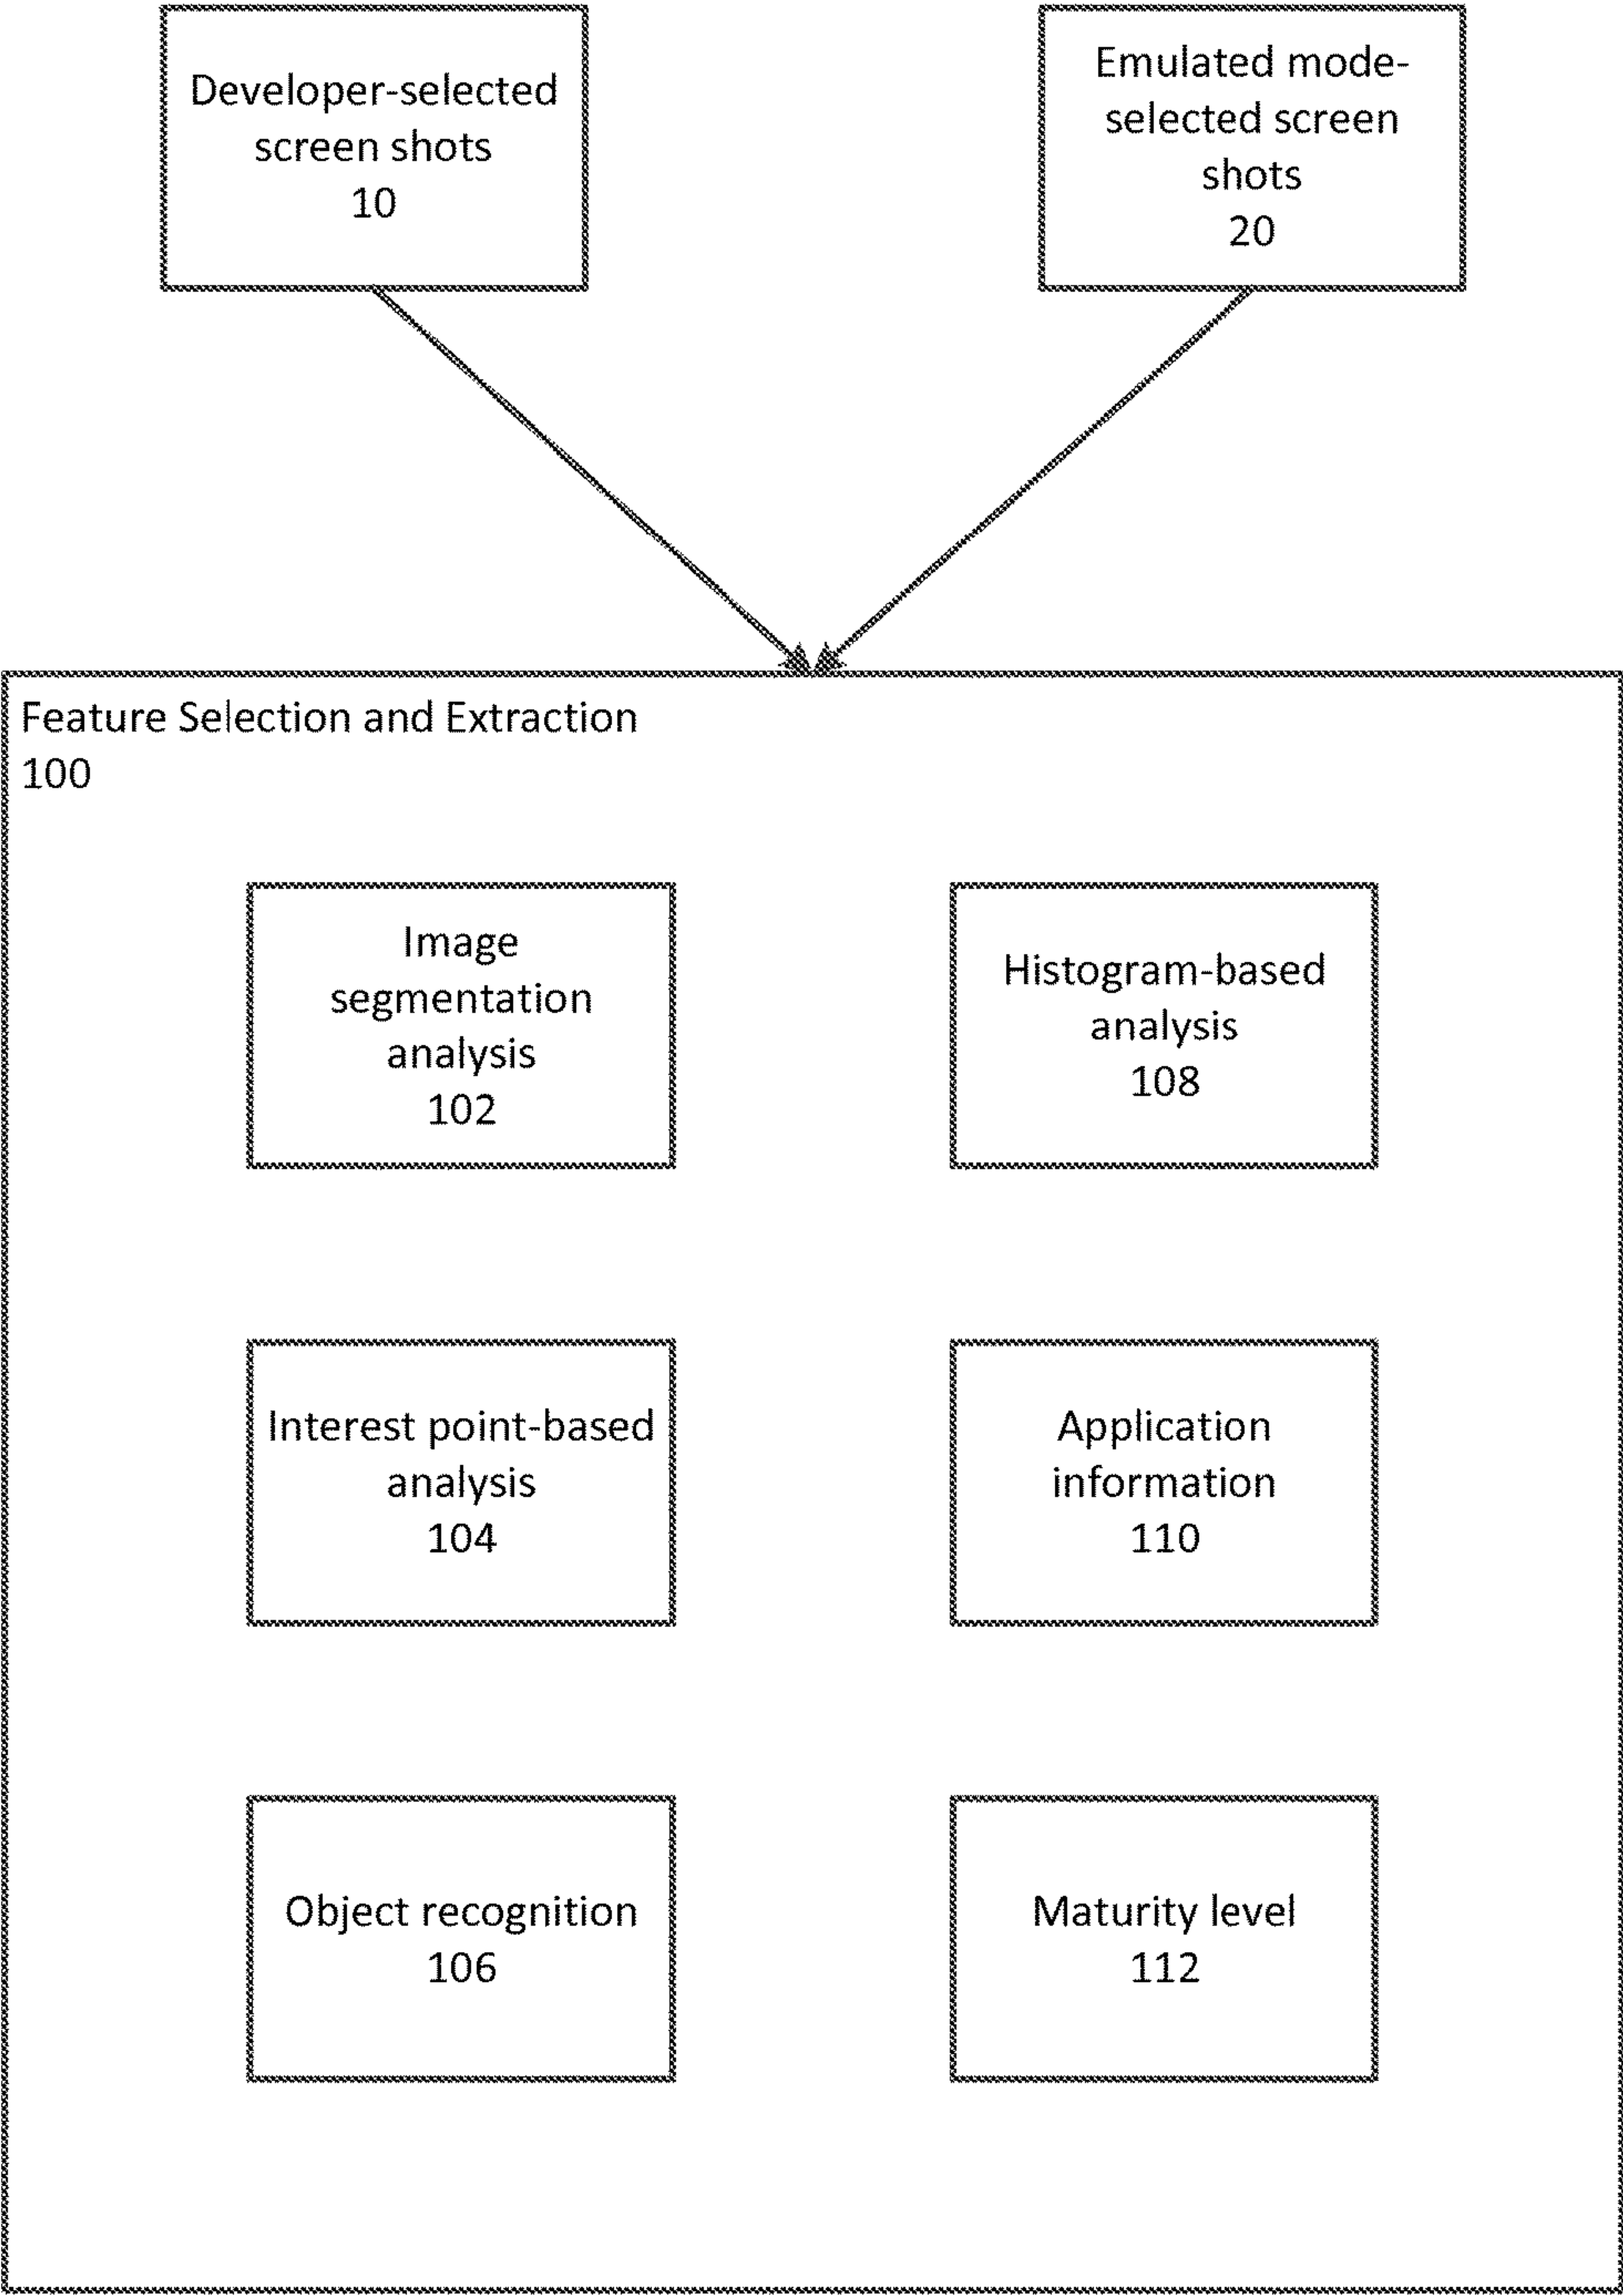 Developer-selected
screen shots
10
Emulated mode-
selected screen
shots
20
Feature Selection and Extraction
100
Image
segmentation
analysis
102
Histogram-based
analysis
108
Interest point-based
analysis
104
Application
information
110
Object recognition
106
Maturity level
112